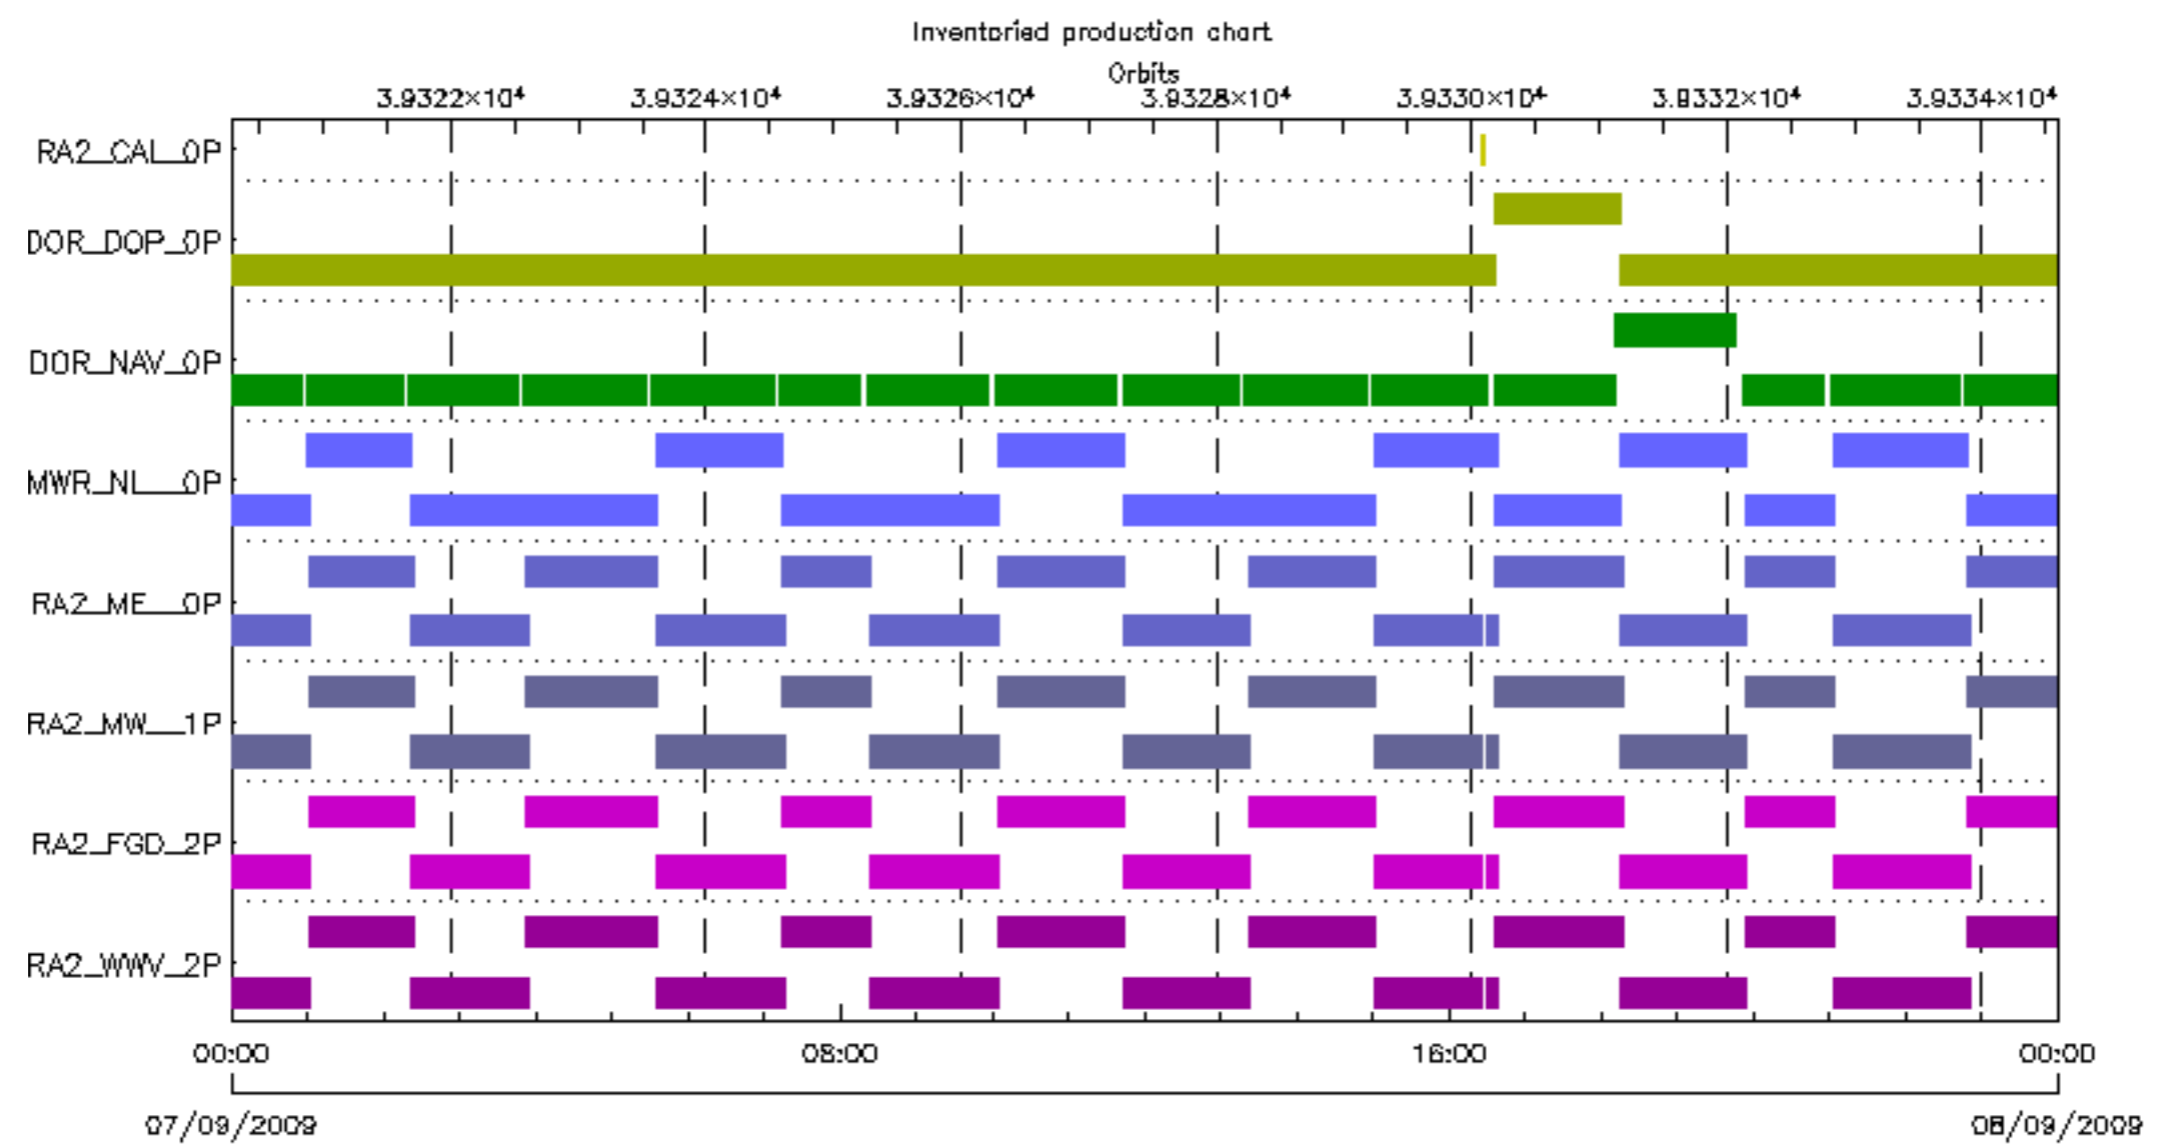 Inventoried production chart
Orbits
3.9322×10⁴ 3.9324×10⁴ 3.9326×10⁴ 3.9328×10⁴ 3.9330×10⁴ 3.9332×10⁴ 3.9334×10⁴
RA2_CAL_0P
DOR_DOP_0P
DOR_NAV_0P
MWR_NL__0P
RA2_ME__0P
RA2_MW__1P
RA2_FGD_2P
RA2_WWV_2P
00:00 08:00 16:00 00:00
07/09/2009 08/09/2009